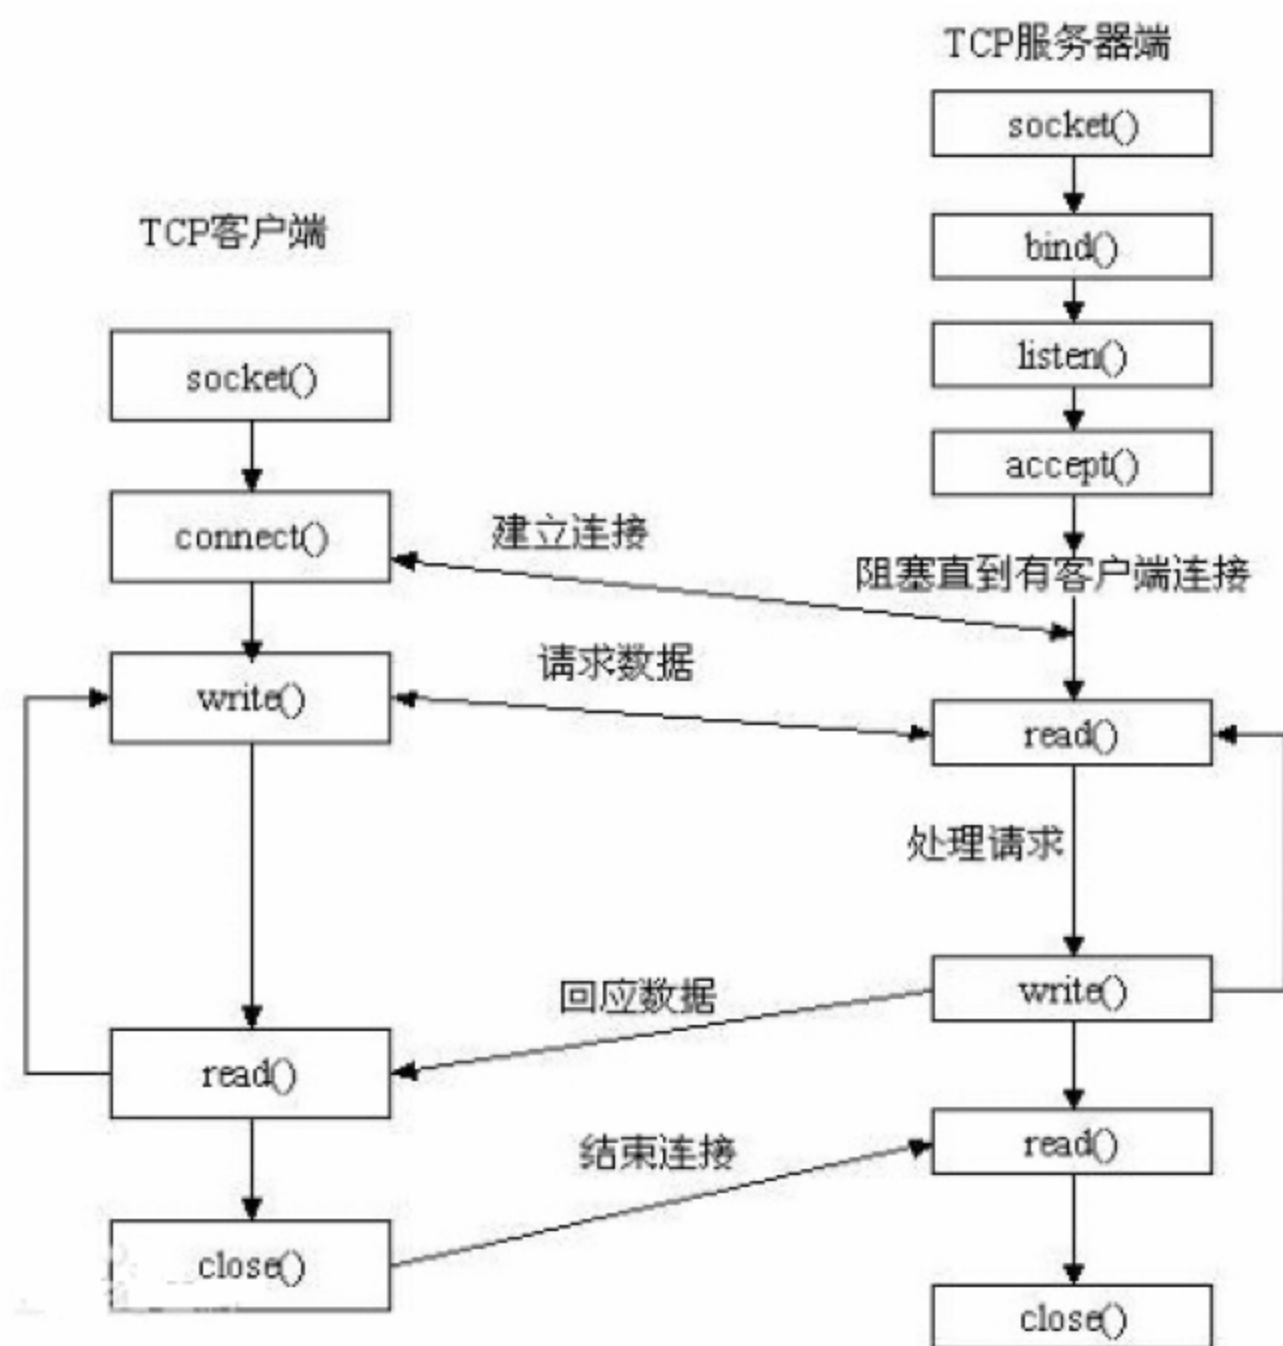 TCP服务器端
socket()
bind()
listen()
accept()
阻塞直到有客户端连接
read()
处理请求
write()
read()
close()
TCP客户端
socket()
connect()
write()
read()
close()
建立连接
请求数据
回应数据
结束连接